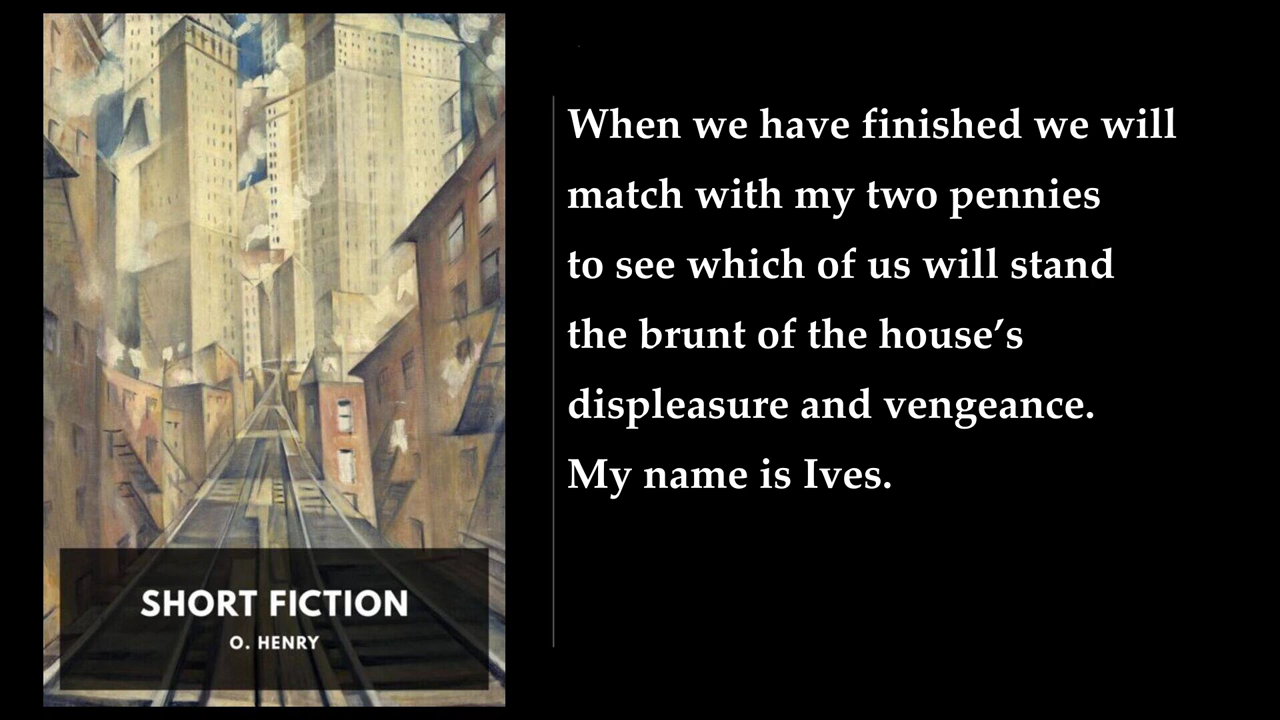 When we have finished we will
match with my two pennies
to see which of us will stand
the brunt of the house’s
displeasure and vengeance.
My name is Ives.
SHORT FICTION
O. HENRY